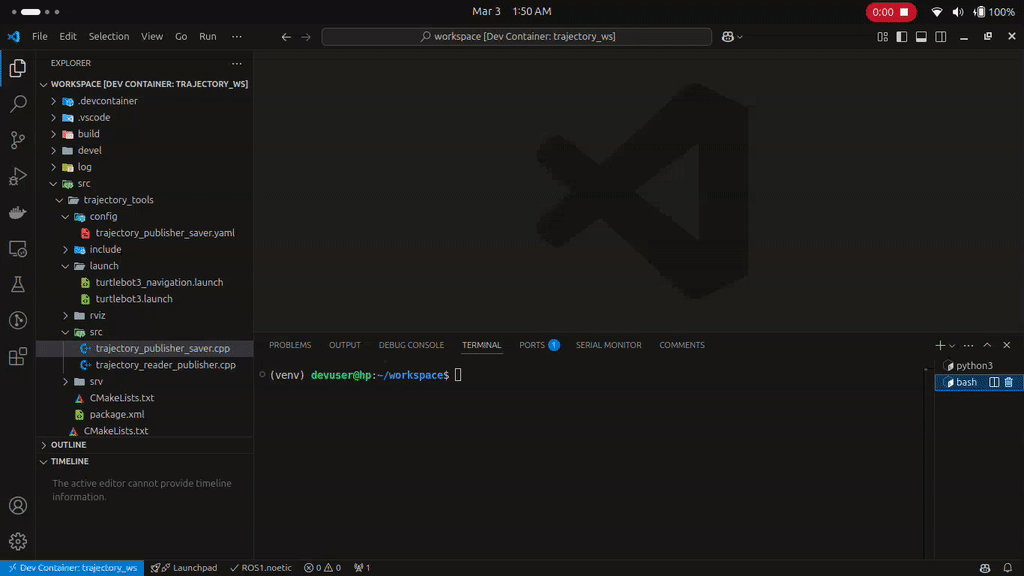 Mar 3 1:50 AM
0:00
100%
File Edit Selection View Go Run ···
workspace [Dev Container: trajectory_ws]
EXPLORER
WORKSPACE [DEV CONTAINER: TRAJECTORY_WS]
.devcontainer
.vscode
build
devel
log
src
trajectory_tools
config
trajectory_publisher_saver.yaml
include
launch
turtlebot3_navigation.launch
turtlebot3.launch
rviz
src
trajectory_publisher_saver.cpp
trajectory_reader_publisher.cpp
srv
CMakeLists.txt
package.xml
CMakeLists.txt
OUTLINE
TIMELINE
The active editor cannot provide timeline
information.
PROBLEMS OUTPUT DEBUG CONSOLE TERMINAL PORTS 1 SERIAL MONITOR COMMENTS
(venv) devuser@hp:~/workspace$
python3
bash
Dev Container: trajectory_ws Launchpad ROS1.noetic 0 0 1